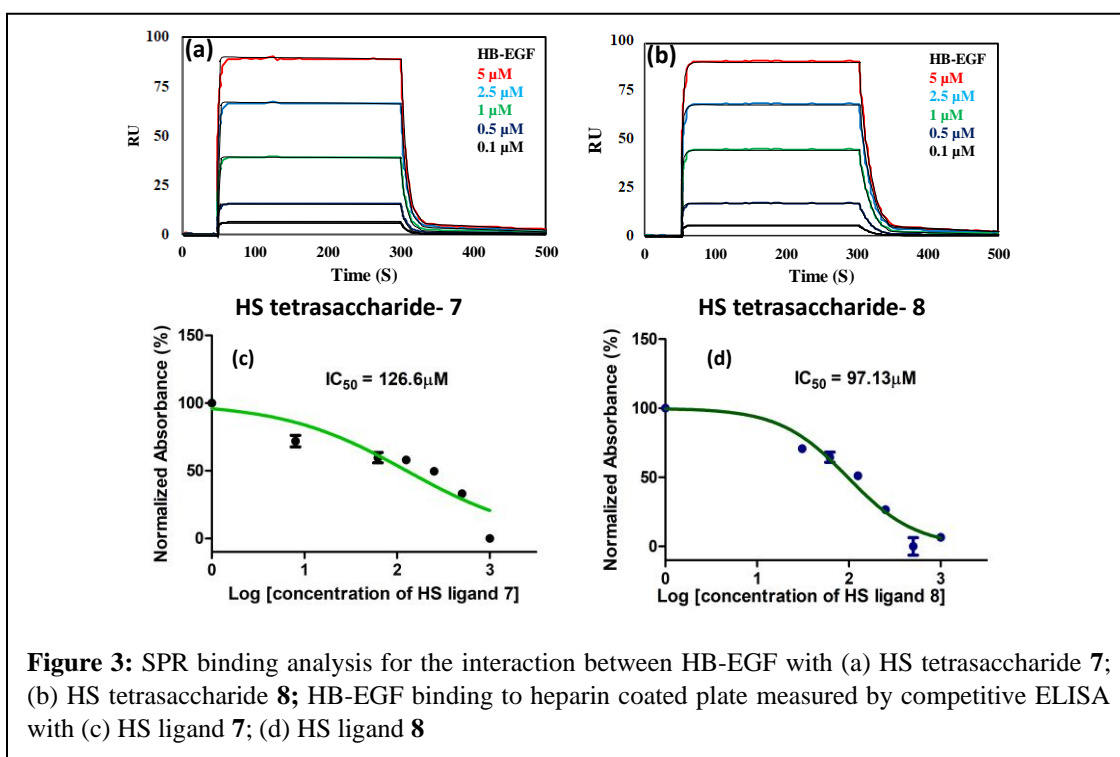 (a)
HB-EGF
5 µM
2.5 µM
1 µM
0.5 µM
0.1 µM
100
75
50
25
0
RU
0 100 200 300 400 500
Time (S)
HS tetrasaccharide- 7
(b)
HB-EGF
5 µM
2.5 µM
1 µM
0.5 µM
0.1 µM
100
75
50
25
0
RU
0 100 200 300 400 500
Time (S)
HS tetrasaccharide- 8
(c)
IC50 = 126.6µM
150
100
50
0
Normalized Absorbance (%)
0 1 2 3
Log [concentration of HS ligand 7]
(d)
IC50 = 97.13µM
150
100
50
0
Normalized Absorbance (%)
0 1 2 3
Log [concentration of HS ligand 8]
Figure 3: SPR binding analysis for the interaction between HB-EGF with (a) HS tetrasaccharide 7;
(b) HS tetrasaccharide 8; HB-EGF binding to heparin coated plate measured by competitive ELISA
with (c) HS ligand 7; (d) HS ligand 8